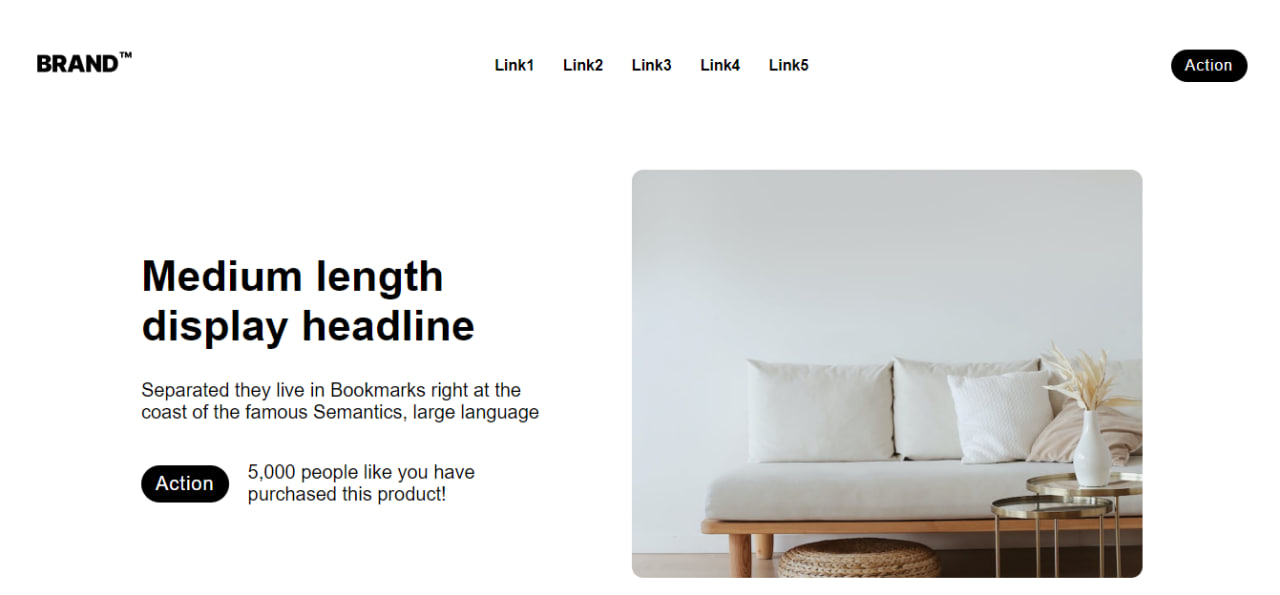 BRAND™
Link1 Link2 Link3 Link4 Link5
Action
Medium length
display headline
Separated they live in Bookmarks right at the
coast of the famous Semantics, large language
Action
5,000 people like you have
purchased this product!